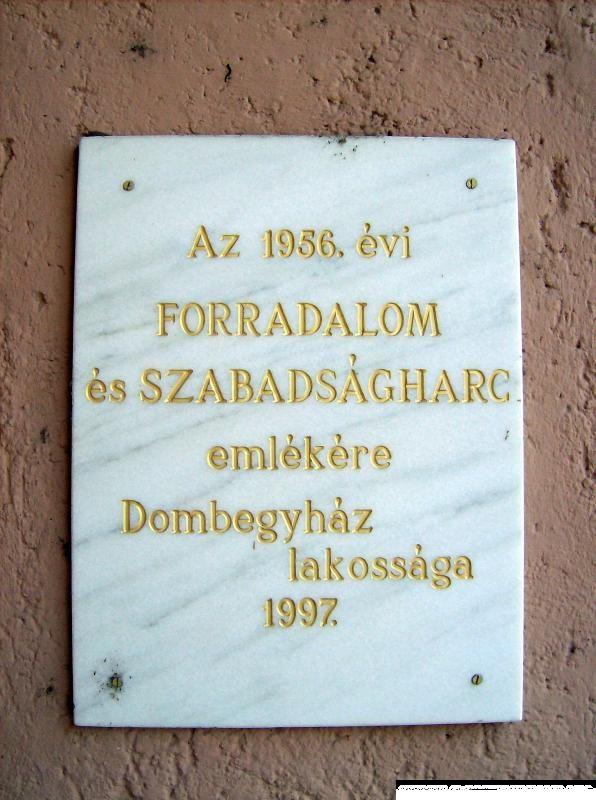 Az 1956. évi
FORRADALOM
és SZABADSÁGHARC
emlékére
Dombegyház
lakossága
1997.